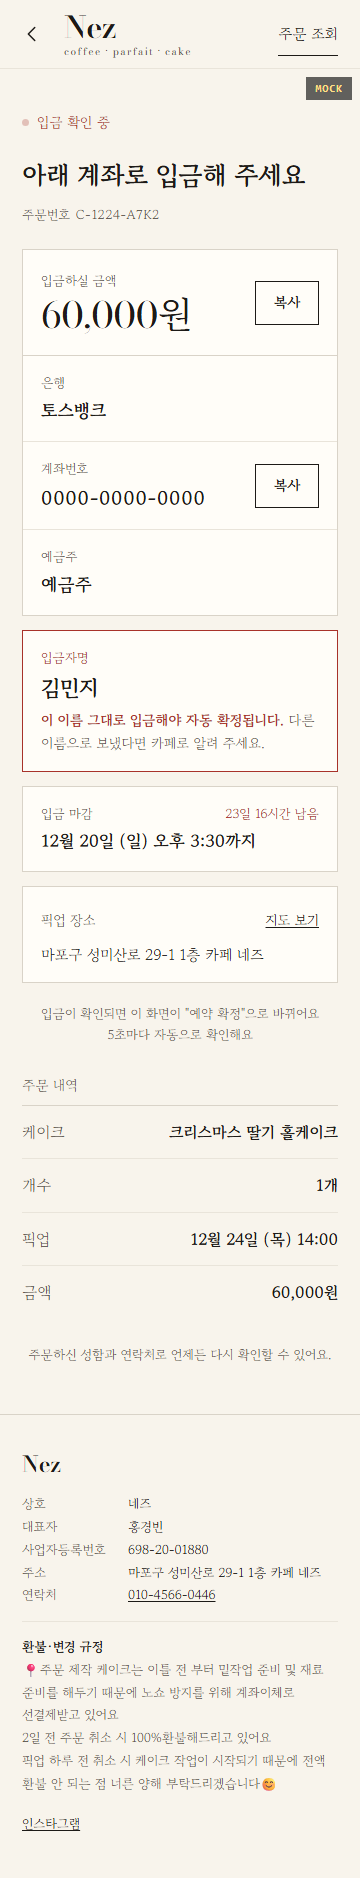 Nez
coffee · parfait · cake
주문 조회
MOCK
입금 확인 중
아래 계좌로 입금해 주세요
주문번호 C-1224-A7K2
입금하실 금액
60,000원
복사
은행
토스뱅크
계좌번호
0000-0000-0000
복사
예금주
예금주
입금자명
김민지
이 이름 그대로 입금해야 자동 확정됩니다. 다른
이름으로 보냈다면 카페로 알려 주세요.
입금 마감
23일 16시간 남음
12월 20일 (일) 오후 3:30까지
픽업 장소
지도 보기
마포구 성미산로 29-1 1층 카페 네즈
입금이 확인되면 이 화면이 "예약 확정"으로 바뀌어요
5초마다 자동으로 확인해요
주문 내역
케이크
크리스마스 딸기 홀케이크
개수
1개
픽업
12월 24일 (목) 14:00
금액
60,000원
주문하신 성함과 연락처로 언제든 다시 확인할 수 있어요.
Nez
상호
네즈
대표자
홍경빈
사업자등록번호
698-20-01880
주소
마포구 성미산로 29-1 1층 카페 네즈
연락처
010-4566-0446
환불·변경 규정
📍주문 제작 케이크는 이틀 전 부터 밑작업 준비 및 재료
준비를 해두기 때문에 노쇼 방지를 위해 계좌이체로
선결제받고 있어요
2일 전 주문 취소 시 100%환불해드리고 있어요
픽업 하루 전 취소 시 케이크 작업이 시작되기 때문에 전액
환불 안 되는 점 너른 양해 부탁드리겠습니다😊
인스타그램